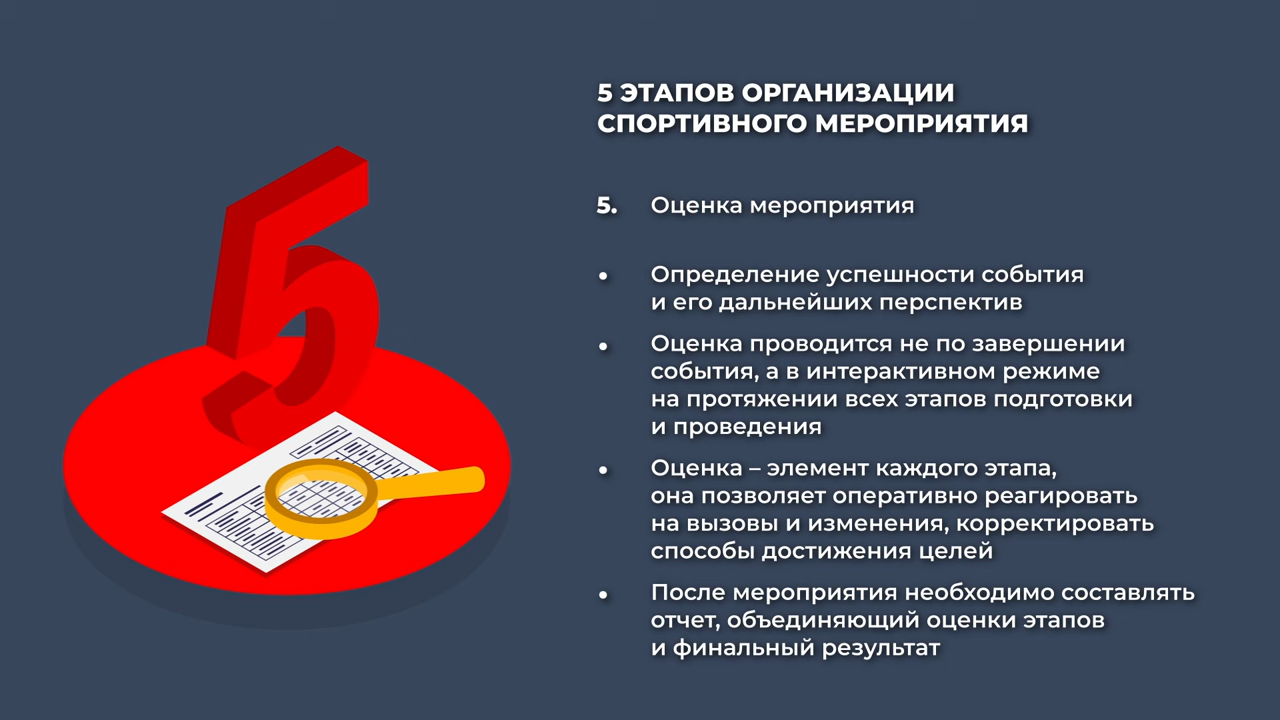 5 ЭТАПОВ ОРГАНИЗАЦИИ
СПОРТИВНОГО МЕРОПРИЯТИЯ
5. Оценка мероприятия
• Определение успешности события
и его дальнейших перспектив
• Оценка проводится не по завершении
события, а в интерактивном режиме
на протяжении всех этапов подготовки
и проведения
• Оценка – элемент каждого этапа,
она позволяет оперативно реагировать
на вызовы и изменения, корректировать
способы достижения целей
• После мероприятия необходимо составлять
отчет, объединяющий оценки этапов
и финальный результат
5